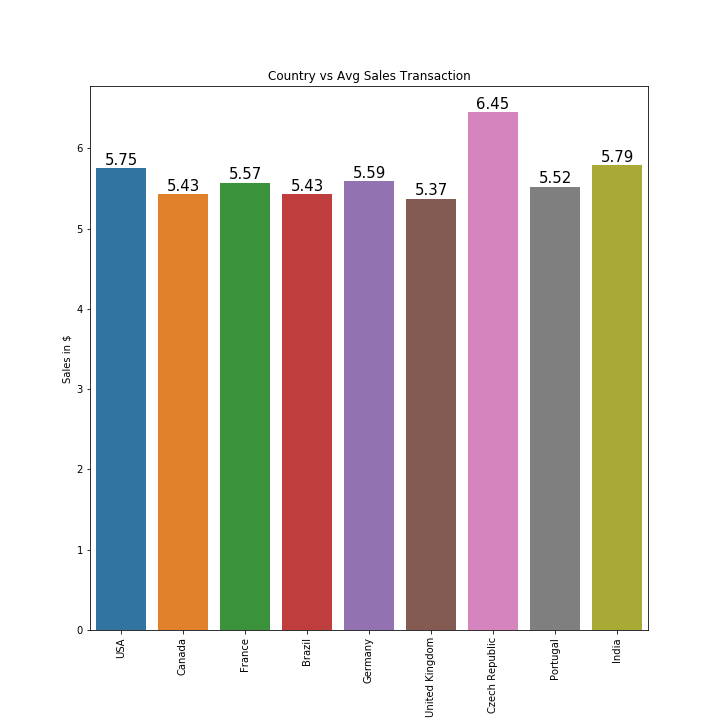 Country vs Avg Sales Transaction
6.45
5.75
5.43
5.57
5.43
5.59
5.37
5.52
5.79
6
5
4
3
2
1
0
Sales in $
USA
Canada
France
Brazil
Germany
United Kingdom
Czech Republic
Portugal
India